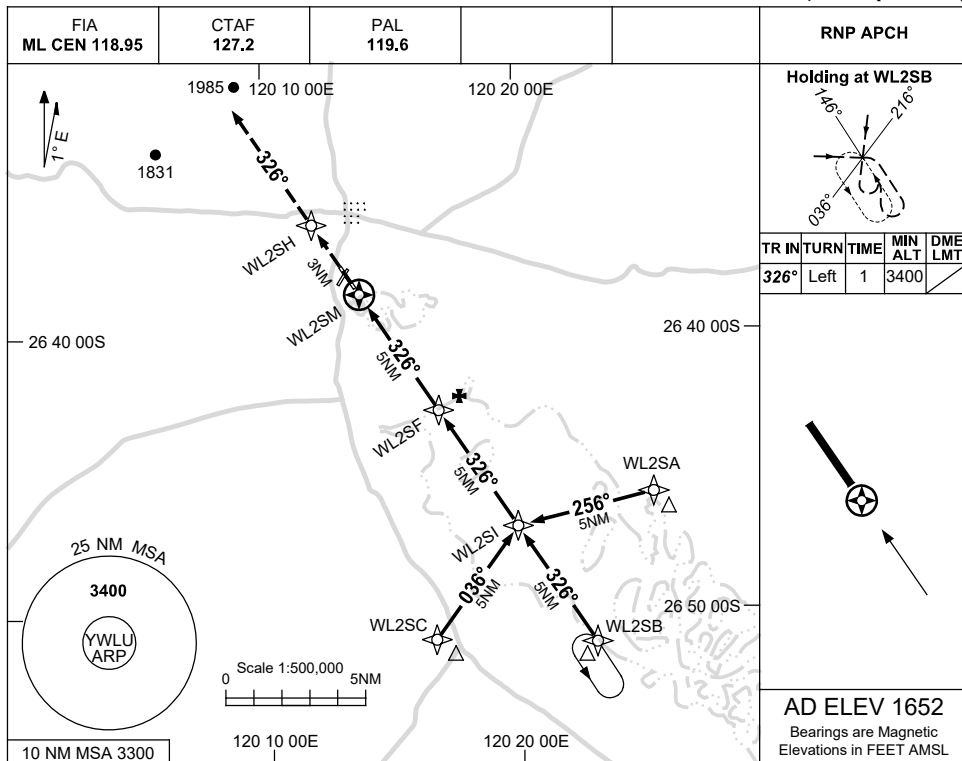 FIA
ML CEN 118.95
CTAF
127.2
PAL
119.6
RNP APCH
1985
120 10 00E
120 20 00E
1° E
1831
326°
WL2SH
3NM
WL2SM
26 40 00S
26 40 00S
326°
5NM
WL2SF
326°
5NM
WL2SA
256°
5NM
WL2SI
036°
5NM
326°
5NM
26 50 00S
WL2SC
WL2SB
25 NM MSA
3400
YWLU
ARP
Scale 1:500,000
0
5NM
10 NM MSA 3300
120 10 00E
120 20 00E
Holding at WL2SB
146°
216°
036°
TR IN
TURN
TIME
MIN
ALT
DME
LMT
326°
Left
1
3400
AD ELEV 1652
Bearings are Magnetic
Elevations in FEET AMSL